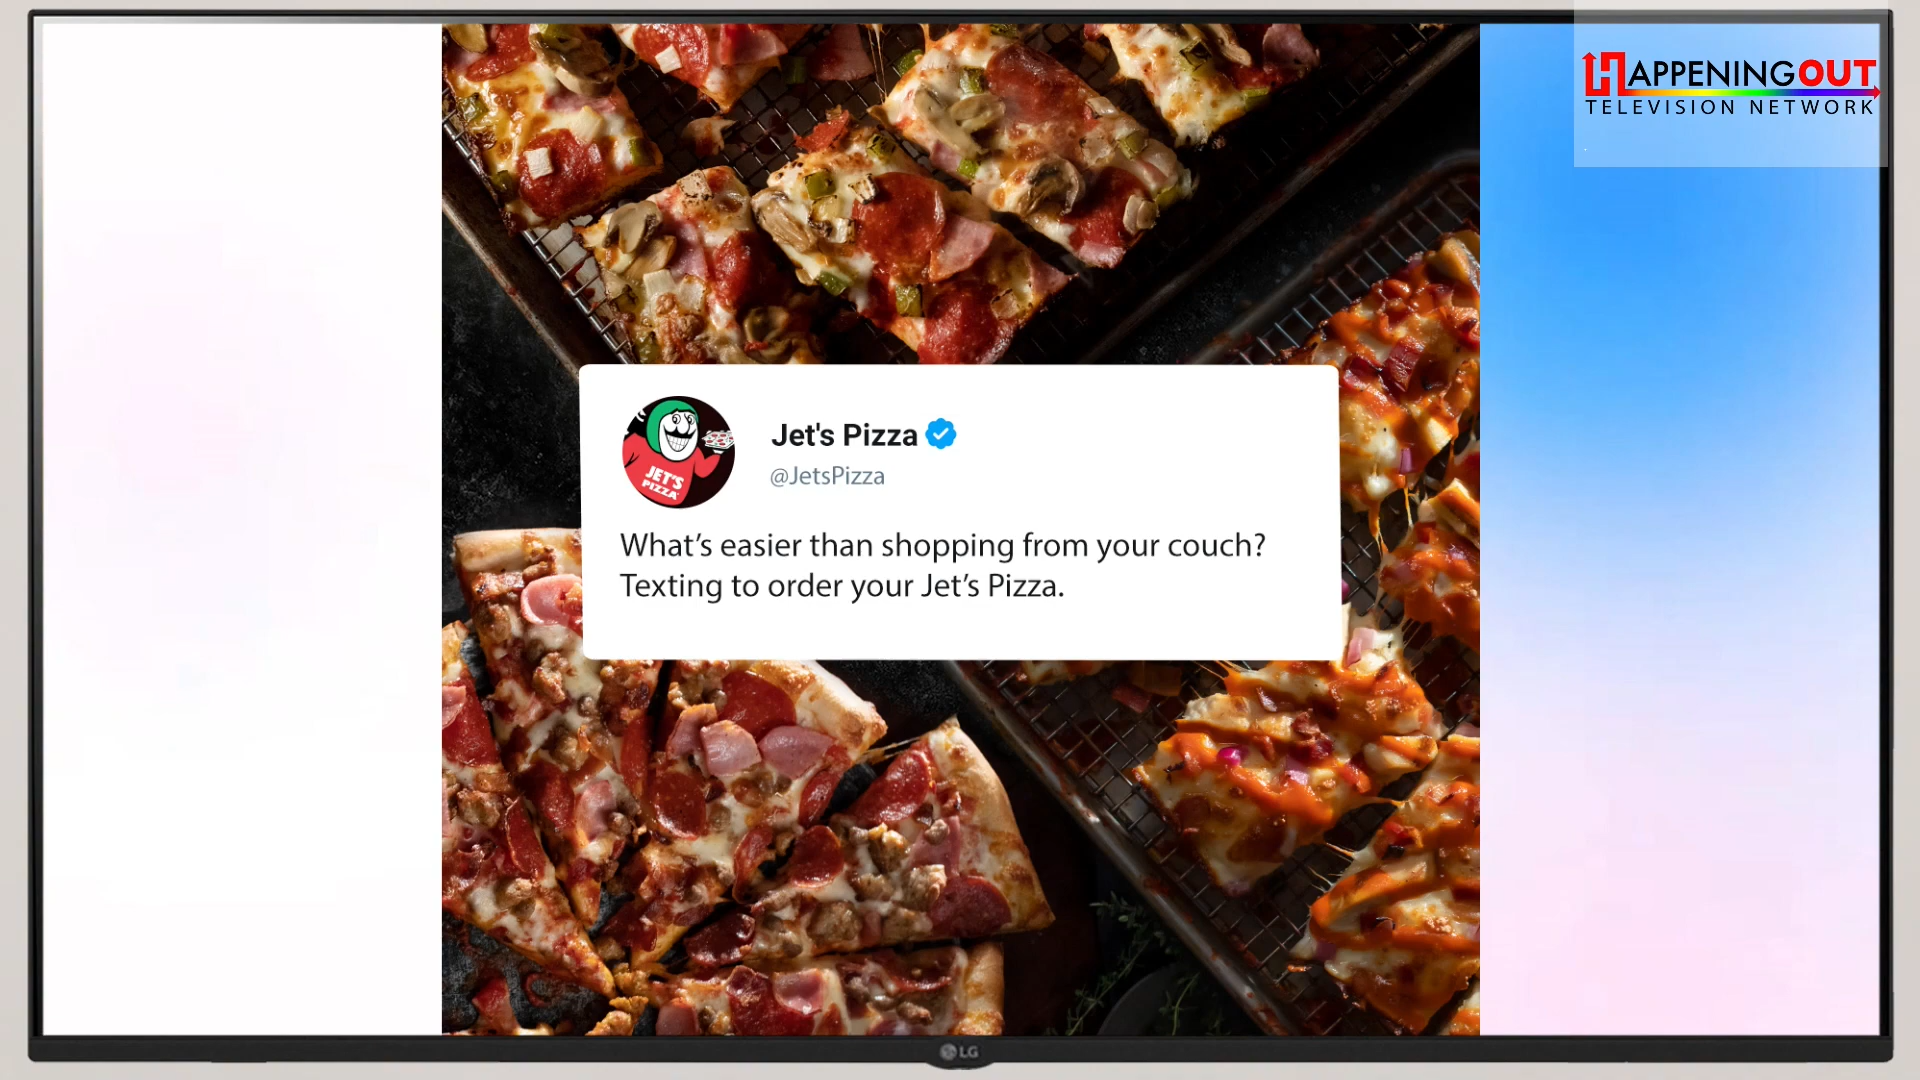 HAPPENINGOUT
TELEVISION NETWORK
Jet's Pizza
@JetsPizza
JET'S
PIZZA
What's easier than shopping from your couch?
Texting to order your Jet's Pizza.
LG